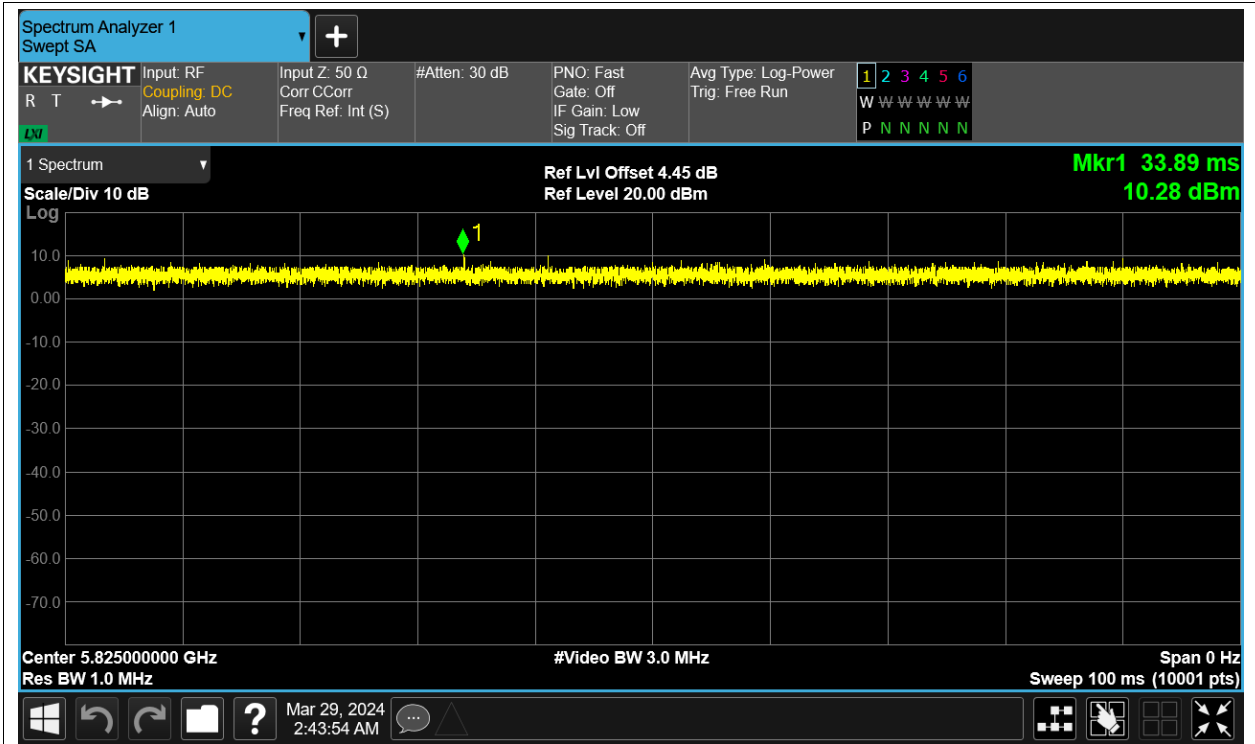 Spectrum Analyzer 1
Swept SA
KEYSIGHT
R T
LXI
Input: RF
Coupling: DC
Align: Auto
Input Z: 50 Ω
Corr CCorr
Freq Ref: Int (S)
#Atten: 30 dB
PNO: Fast
Gate: Off
IF Gain: Low
Sig Track: Off
Avg Type: Log-Power
Trig: Free Run
1 2 3 4 5 6
W W W W W W
P N N N N N
1 Spectrum
Scale/Div 10 dB
Log
Ref Lvl Offset 4.45 dB
Ref Level 20.00 dBm
Mkr1 33.89 ms
10.28 dBm
1
10.0
0.00
-10.0
-20.0
-30.0
-40.0
-50.0
-60.0
-70.0
Center 5.825000000 GHz
Res BW 1.0 MHz
#Video BW 3.0 MHz
Span 0 Hz
Sweep 100 ms (10001 pts)
?
Mar 29, 2024
2:43:54 AM